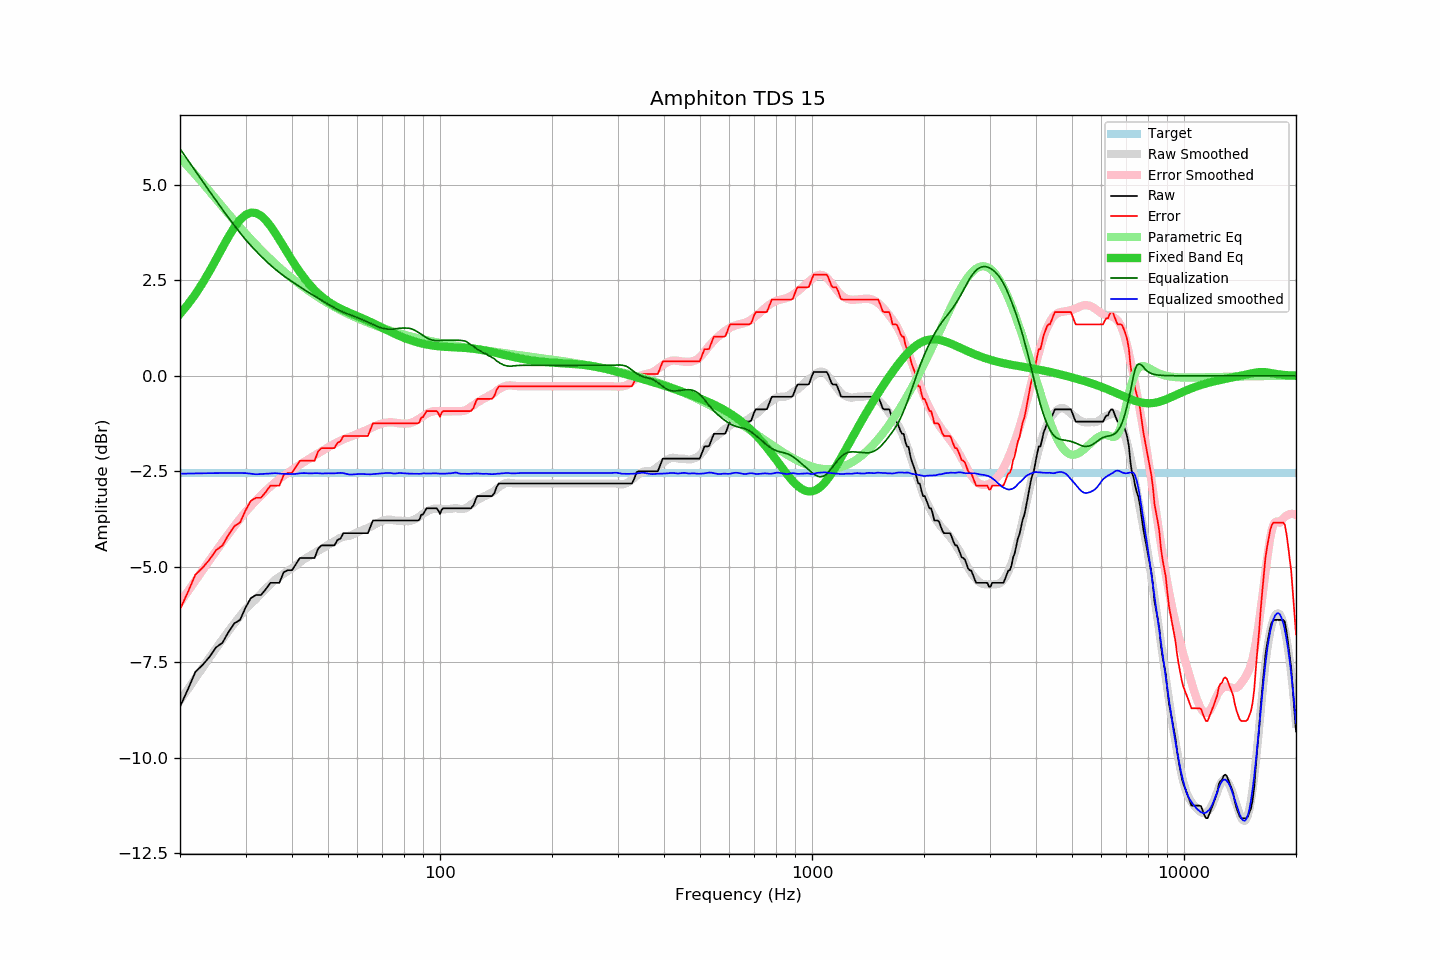 Amphiton TDS 15
Target
Raw Smoothed
Error Smoothed
Raw
Error
Parametric Eq
Fixed Band Eq
Equalization
Equalized smoothed
5.0
2.5
0.0
−2.5
−5.0
−7.5
−10.0
−12.5
Amplitude (dBr)
100
1000
10000
Frequency (Hz)